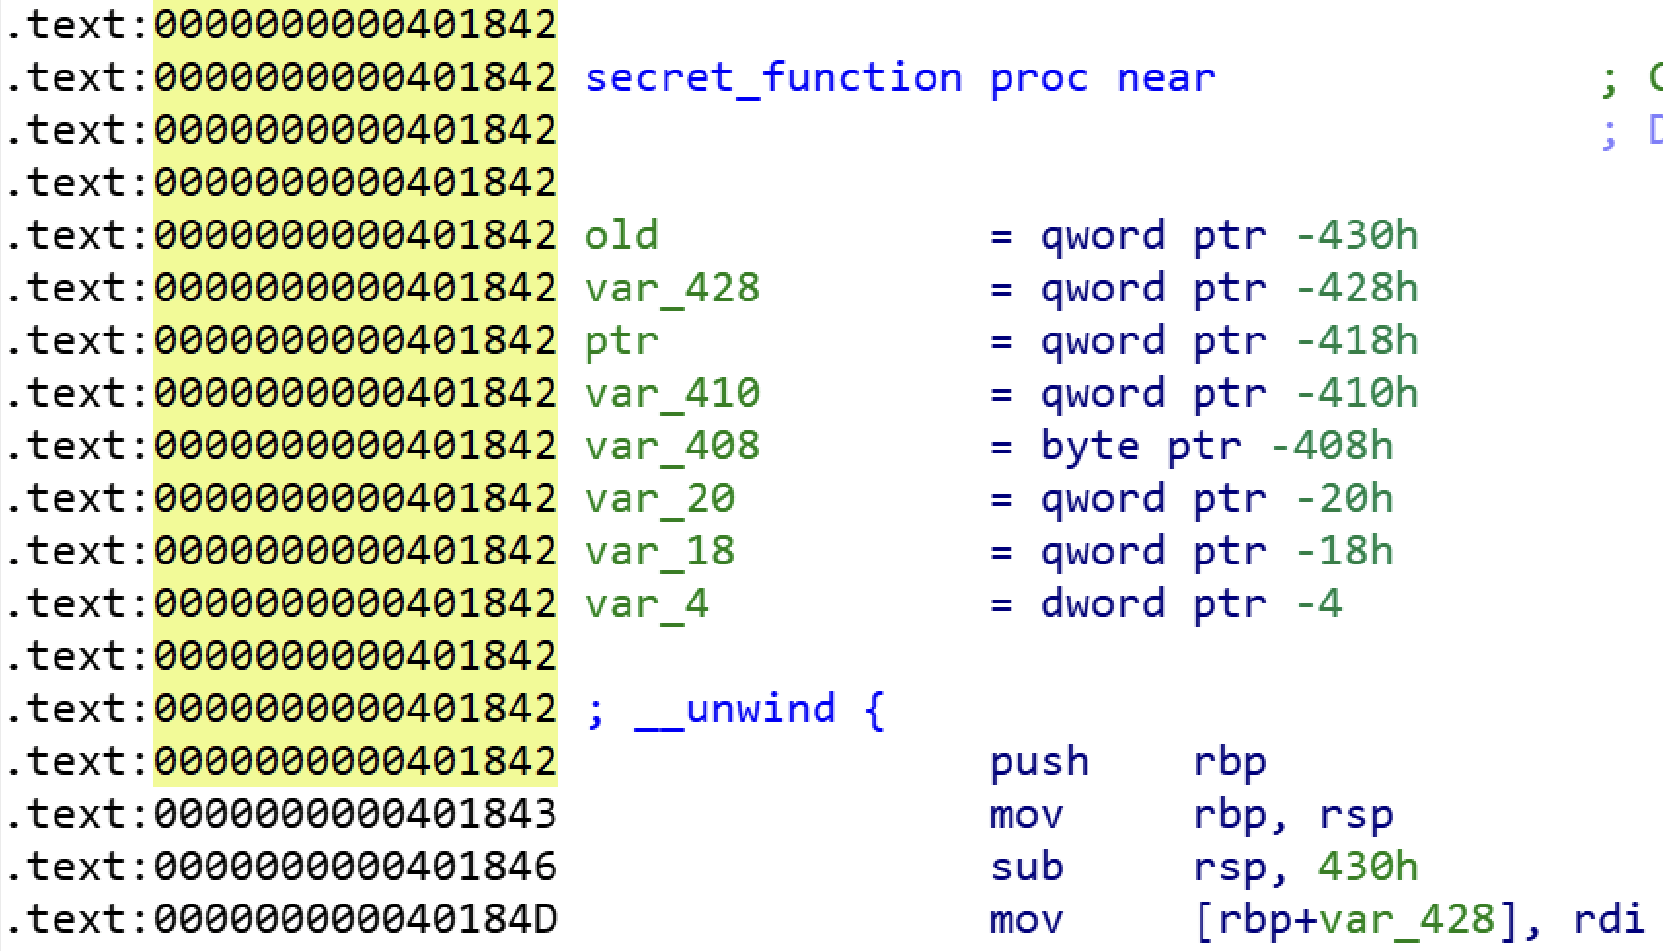 .text:0000000000401842
.text:0000000000401842 secret_function proc near ; C
.text:0000000000401842 ; D
.text:0000000000401842
.text:0000000000401842 old = qword ptr -430h
.text:0000000000401842 var_428 = qword ptr -428h
.text:0000000000401842 ptr = qword ptr -418h
.text:0000000000401842 var_410 = qword ptr -410h
.text:0000000000401842 var_408 = byte ptr -408h
.text:0000000000401842 var_20 = qword ptr -20h
.text:0000000000401842 var_18 = qword ptr -18h
.text:0000000000401842 var_4 = dword ptr -4
.text:0000000000401842
.text:0000000000401842 ; __unwind {
.text:0000000000401842 push rbp
.text:0000000000401843 mov rbp, rsp
.text:0000000000401846 sub rsp, 430h
.text:000000000040184D mov [rbp+var_428], rdi